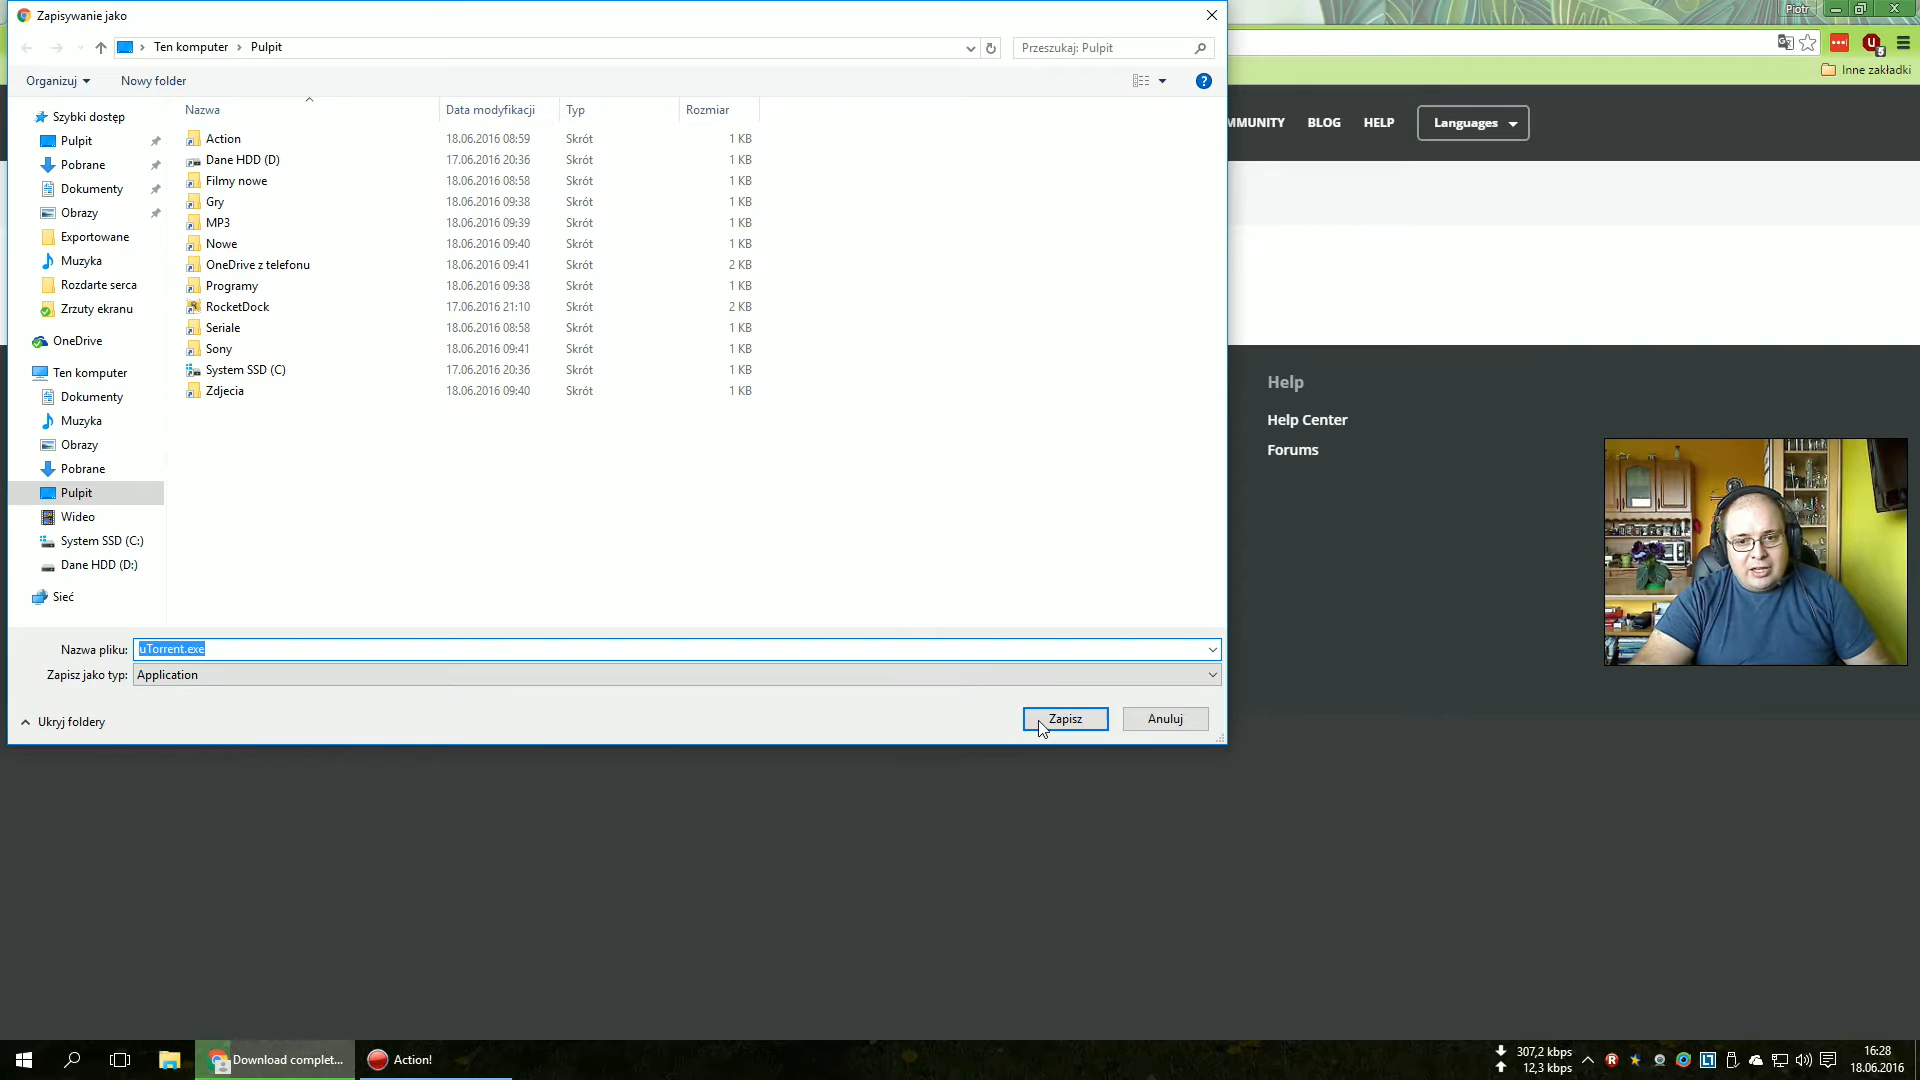 Zapisywanie jako
Piotr
Ten komputer
Pulpit
Przeszukaj: Pulpit
5
Inne zakładki
Organizuj
Nowy folder
?
MMUNITY
BLOG
HELP
Languages
Nazwa
Data modyfikacji
Typ
Rozmiar
Action 18.06.2016 08:59 Skrót 1 KB
Dane HDD (D) 17.06.2016 20:36 Skrót 1 KB
Filmy nowe 18.06.2016 08:58 Skrót 1 KB
Gry 18.06.2016 09:38 Skrót 1 KB
MP3 18.06.2016 09:39 Skrót 1 KB
Nowe 18.06.2016 09:40 Skrót 1 KB
OneDrive z telefonu 18.06.2016 09:41 Skrót 2 KB
Programy 18.06.2016 09:38 Skrót 1 KB
RocketDock 17.06.2016 21:10 Skrót 2 KB
Seriale 18.06.2016 08:58 Skrót 1 KB
Sony 18.06.2016 09:41 Skrót 1 KB
System SSD (C) 17.06.2016 20:36 Skrót 1 KB
Zdjecia 18.06.2016 09:40 Skrót 1 KB
Szybki dostęp
Pulpit
Pobrane
Dokumenty
Obrazy
Exportowane
Muzyka
Rozdarte serca
Zrzuty ekranu
OneDrive
Ten komputer
Dokumenty
Muzyka
Obrazy
Pobrane
Pulpit
Wideo
System SSD (C:)
Dane HDD (D:)
Sieć
Help
Help Center
Forums
Nazwa pliku: uTorrent.exe
Zapisz jako typ: Application
Ukryj foldery
Zapisz
Anuluj
Download complet...
Action!
307,2 kbps
12,3 kbps
16:28
18.06.2016